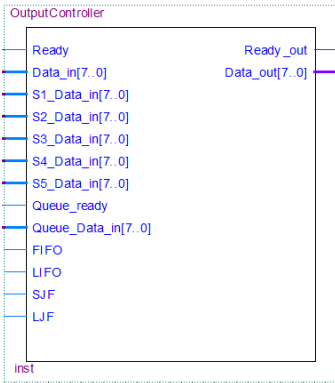 OutputController
Ready Ready_out
Data_in[7..0] Data_out[7..0]
S1_Data_in[7..0]
S2_Data_in[7..0]
S3_Data_in[7..0]
S4_Data_in[7..0]
S5_Data_in[7..0]
Queue_ready
Queue_Data_in[7..0]
FIFO
LIFO
SJF
LJF
inst